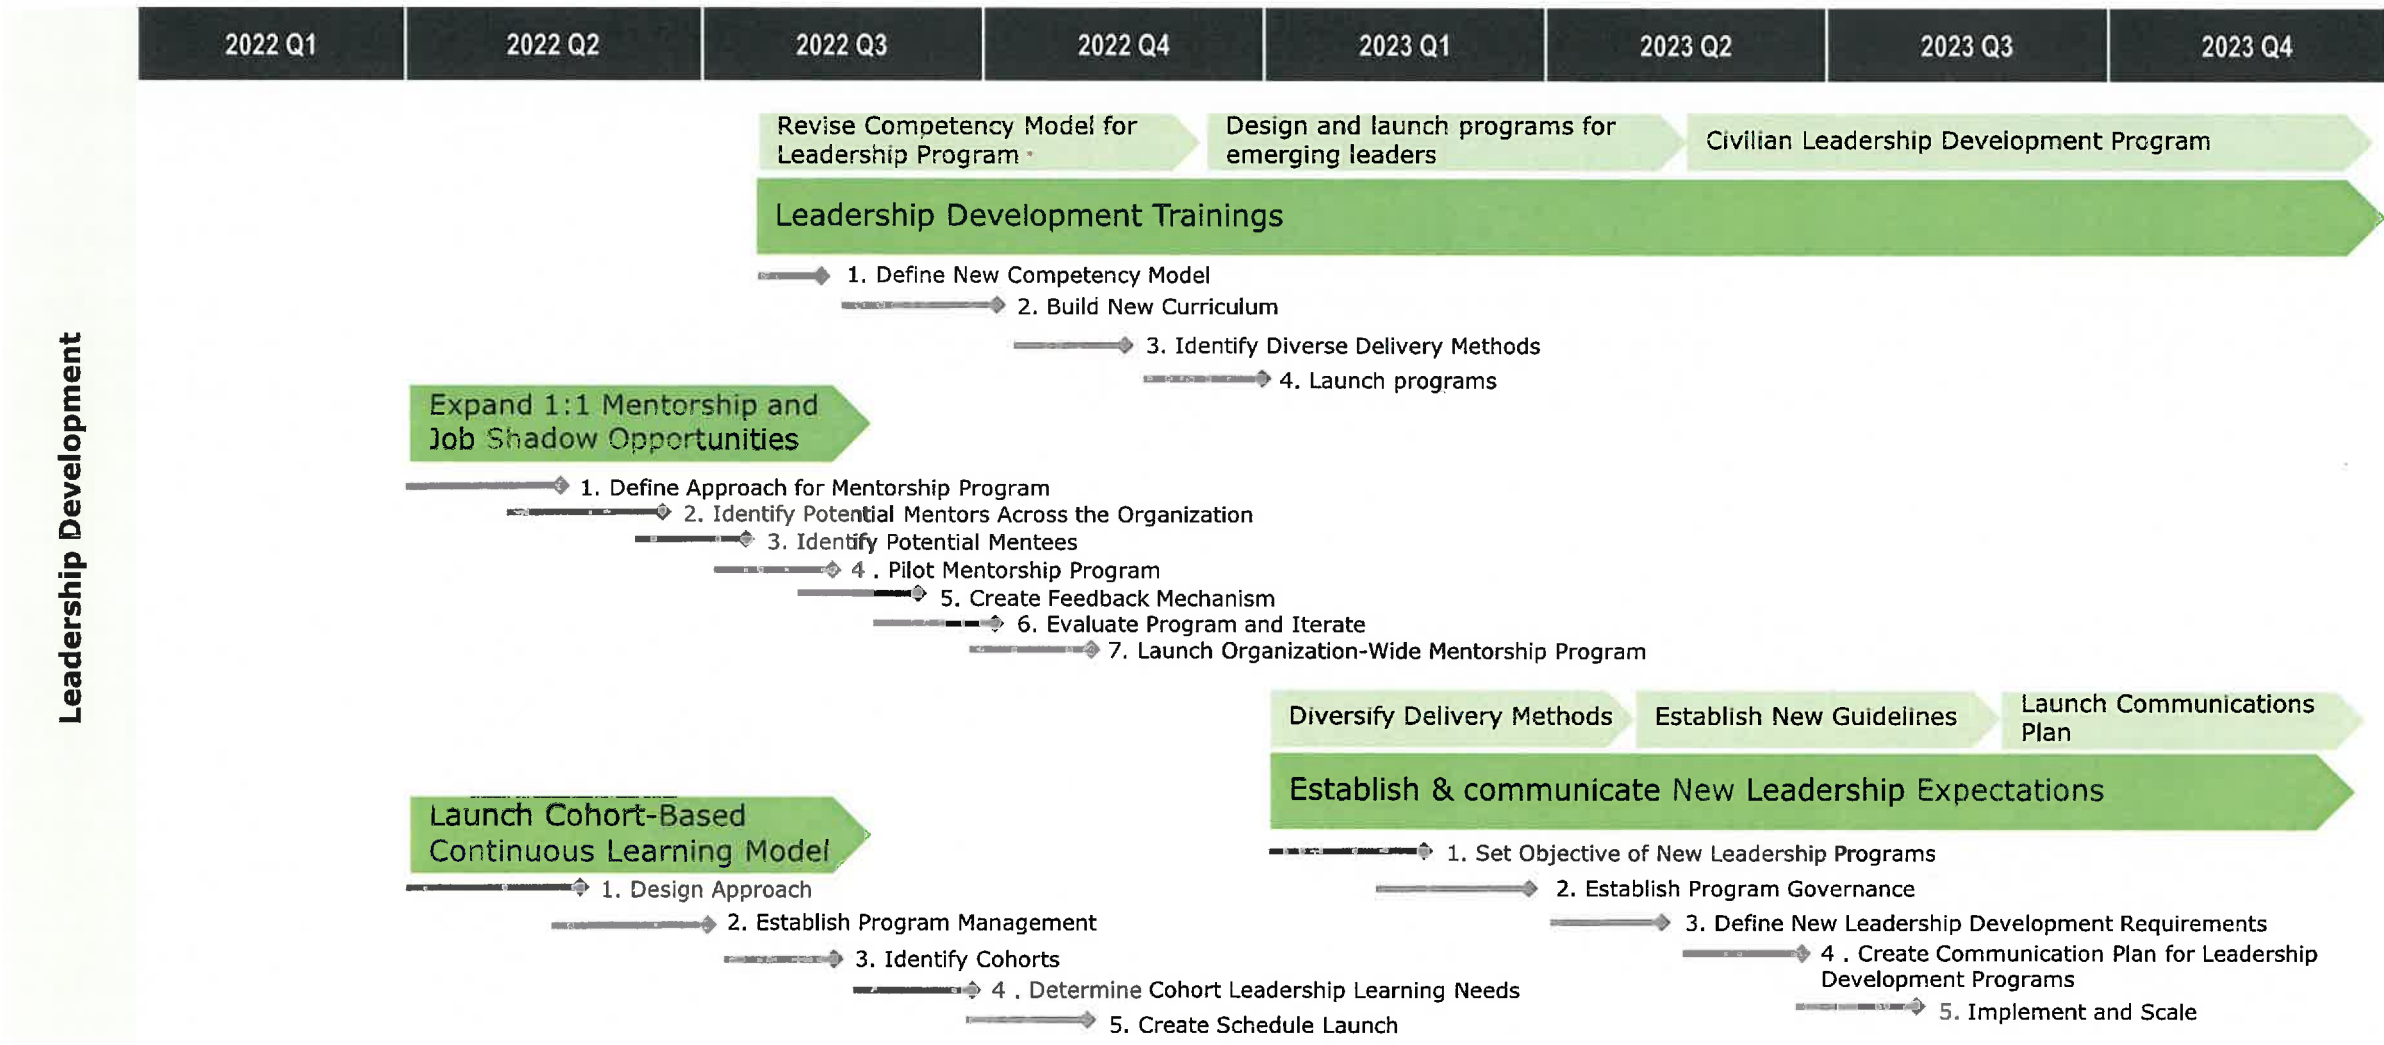 2022 Q1
2022 Q2
2022 Q3
2022 Q4
2023 Q1
2023 Q2
2023 Q3
2023 Q4
Leadership Development
Revise Competency Model for
Leadership Program
Design and launch programs for
emerging leaders
Civilian Leadership Development Program
Leadership Development Trainings
1. Define New Competency Model
2. Build New Curriculum
3. Identify Diverse Delivery Methods
4. Launch programs
Expand 1:1 Mentorship and
Job Shadow Opportunities
1. Define Approach for Mentorship Program
2. Identify Potential Mentors Across the Organization
3. Identify Potential Mentees
4 . Pilot Mentorship Program
5. Create Feedback Mechanism
6. Evaluate Program and Iterate
7. Launch Organization-Wide Mentorship Program
Diversify Delivery Methods
Establish New Guidelines
Launch Communications
Plan
Establish & communicate New Leadership Expectations
1. Set Objective of New Leadership Programs
2. Establish Program Governance
3. Define New Leadership Development Requirements
4 . Create Communication Plan for Leadership
Development Programs
5. Implement and Scale
Launch Cohort-Based
Continuous Learning Model
1. Design Approach
2. Establish Program Management
3. Identify Cohorts
4 . Determine Cohort Leadership Learning Needs
5. Create Schedule Launch